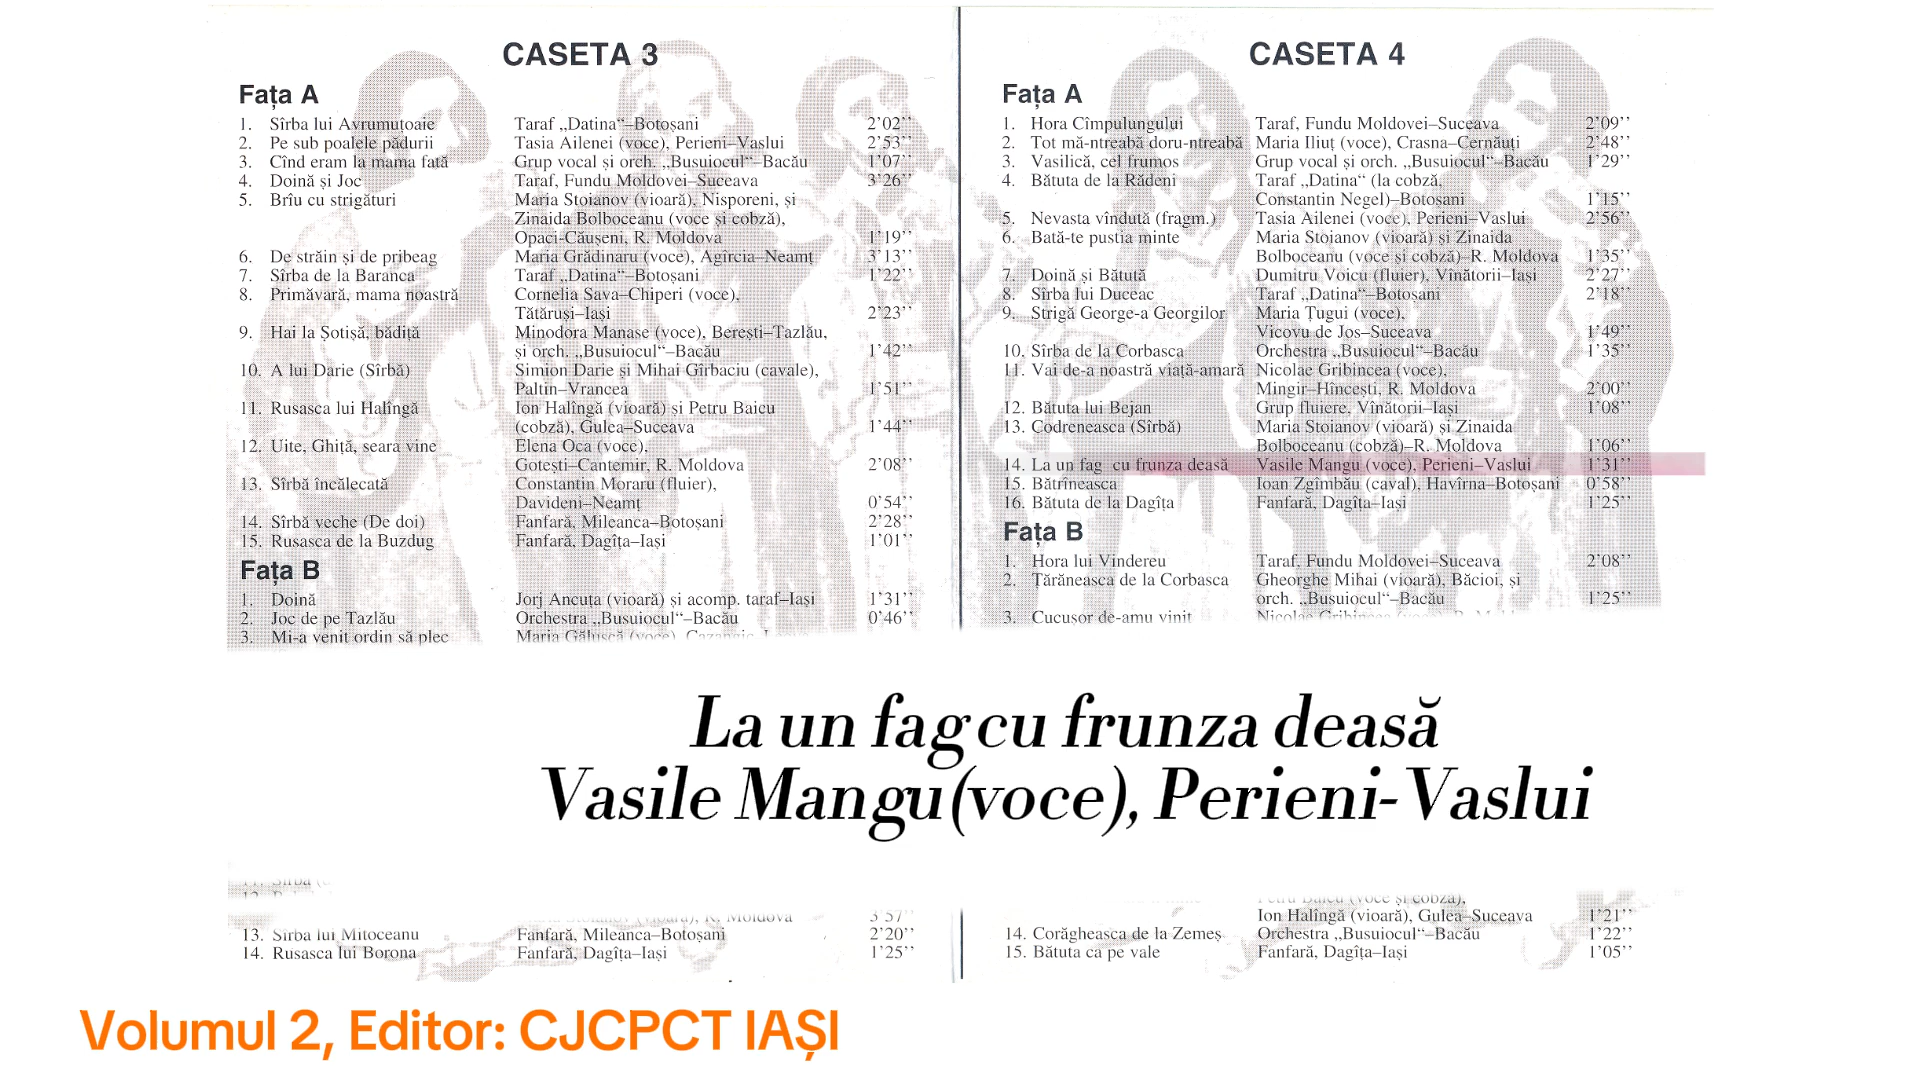 CASETA 3
Fața A
1. Sîrba lui Avrumuțoaie Taraf „Datina“–Botoșani 2’02’’
2. Pe sub poalele pădurii Tasia Ailenei (voce), Perieni–Vaslui 2’53’’
3. Cînd eram la mama fată Grup vocal și orch. „Busuiocul“–Bacău 1’07’’
4. Doină și Joc Taraf, Fundu Moldovei–Suceava 3’26’’
5. Brîu cu strigături Maria Stoianov (vioară), Nisporeni, și
Zinaida Bolboceanu (voce și cobză),
Opaci-Căușeni, R. Moldova 1’19’’
6. De străin și de pribeag Maria Grădinaru (voce), Agîrcia–Neamț 3’13’’
7. Sîrba de la Baranca Taraf „Datina“–Botoșani 1’22’’
8. Primăvară, mama noastră Cornelia Sava–Chiperi (voce),
Tătăruși–Iași 2’23’’
9. Hai la Șotișă, bădiță Minodora Manase (voce), Berești–Tazlău,
și orch. „Busuiocul“–Bacău 1’42’’
10. A lui Darie (Sîrbă) Simion Darie și Mihai Gîrbaciu (cavale),
Paltin–Vrancea 1’51’’
11. Rusasca lui Halîngă Ion Halîngă (vioară) și Petru Baicu
(cobză), Gulea–Suceava 1’44’’
12. Uite, Ghiță, seara vine Elena Oca (voce),
Gotești–Cantemir, R. Moldova 2’08’’
13. Sîrbă încălecată Constantin Moraru (fluier),
Davideni–Neamț 0’54’’
14. Sîrbă veche (De doi) Fanfară, Mileanca–Botoșani 2’28’’
15. Rusasca de la Buzdug Fanfară, Dagîța–Iași 1’01’’
Fața B
1. Doină Jorj Ancuța (vioară) și acomp. taraf–Iași 1’31’’
2. Joc de pe Tazlău Orchestra „Busuiocul“–Bacău 0’46’’
3. Mi-a venit ordin să plec Maria Gălușcă (voce),
3’57’’
13. Sîrba lui Mitoceanu Fanfară, Mileanca–Botoșani 2’20’’
14. Rusasca lui Borona Fanfară, Dagîța–Iași 1’25’’
CASETA 4
Fața A
1. Hora Cîmpulungului Taraf, Fundu Moldovei–Suceava 2’09’’
2. Tot mă-ntreabă doru-ntreabă Maria Iliuț (voce), Crasna–Cernăuți 2’48’’
3. Vasilică, cel frumos Grup vocal și orch. „Busuiocul“–Bacău 1’29’’
4. Bătuta de la Rădeni Taraf „Datina“ (la cobză,
Constantin Negel)–Botoșani 1’15’’
5. Nevasta vîndută (fragm.) Tasia Ailenei (voce), Perieni–Vaslui 2’56’’
6. Bată-te pustia minte Maria Stoianov (vioară) și Zinaida
Bolboceanu (voce și cobză)–R. Moldova 1’35’’
7. Doină și Bătută Dumitru Voicu (fluier), Vînătorii–Iași 2’27’’
8. Sîrba lui Duceac Taraf „Datina“–Botoșani 2’18’’
9. Strigă George-a Georgilor Maria Țugui (voce),
Vicovu de Jos–Suceava 1’49’’
10. Sîrba de la Corbasca Orchestra „Busuiocul“–Bacău 1’35’’
11. Vai de-a noastră viață-amară Nicolae Gribincea (voce),
Mingir–Hîncești, R. Moldova 2’00’’
12. Bătuta lui Bejan Grup fluiere, Vînătorii–Iași 1’08’’
13. Codreneasca (Sîrbă) Maria Stoianov (vioară) și Zinaida
Bolboceanu (cobză)–R. Moldova 1’06’’
14. La un fag cu frunza deasă Vasile Mangu (voce), Perieni–Vaslui 1’31’’
15. Bătrîneasca Ioan Zgîmbău (caval), Havîrna–Botoșani 0’58’’
16. Bătuta de la Dagîța Fanfară, Dagîța–Iași 1’25’’
Fața B
1. Hora lui Vindereu Taraf, Fundu Moldovei–Suceava 2’08’’
2. Țărăneasca de la Corbasca Gheorghe Mihai (vioară), Băcioi, și
orch. „Busuiocul“–Bacău 1’25’’
3. Cucușor de-amu vinit Nicolae Gribincea
Ion Halîngă (vioară), Gulea–Suceava 1’21’’
14. Corăgheasca de la Zemeș Orchestra „Busuiocul“–Bacău 1’22’’
15. Bătuta ca pe vale Fanfară, Dagîța–Iași 1’05’’
La un fag cu frunza deasă
Vasile Mangu (voce), Perieni-Vaslui
Volumul 2, Editor: CJCPCT IAȘI